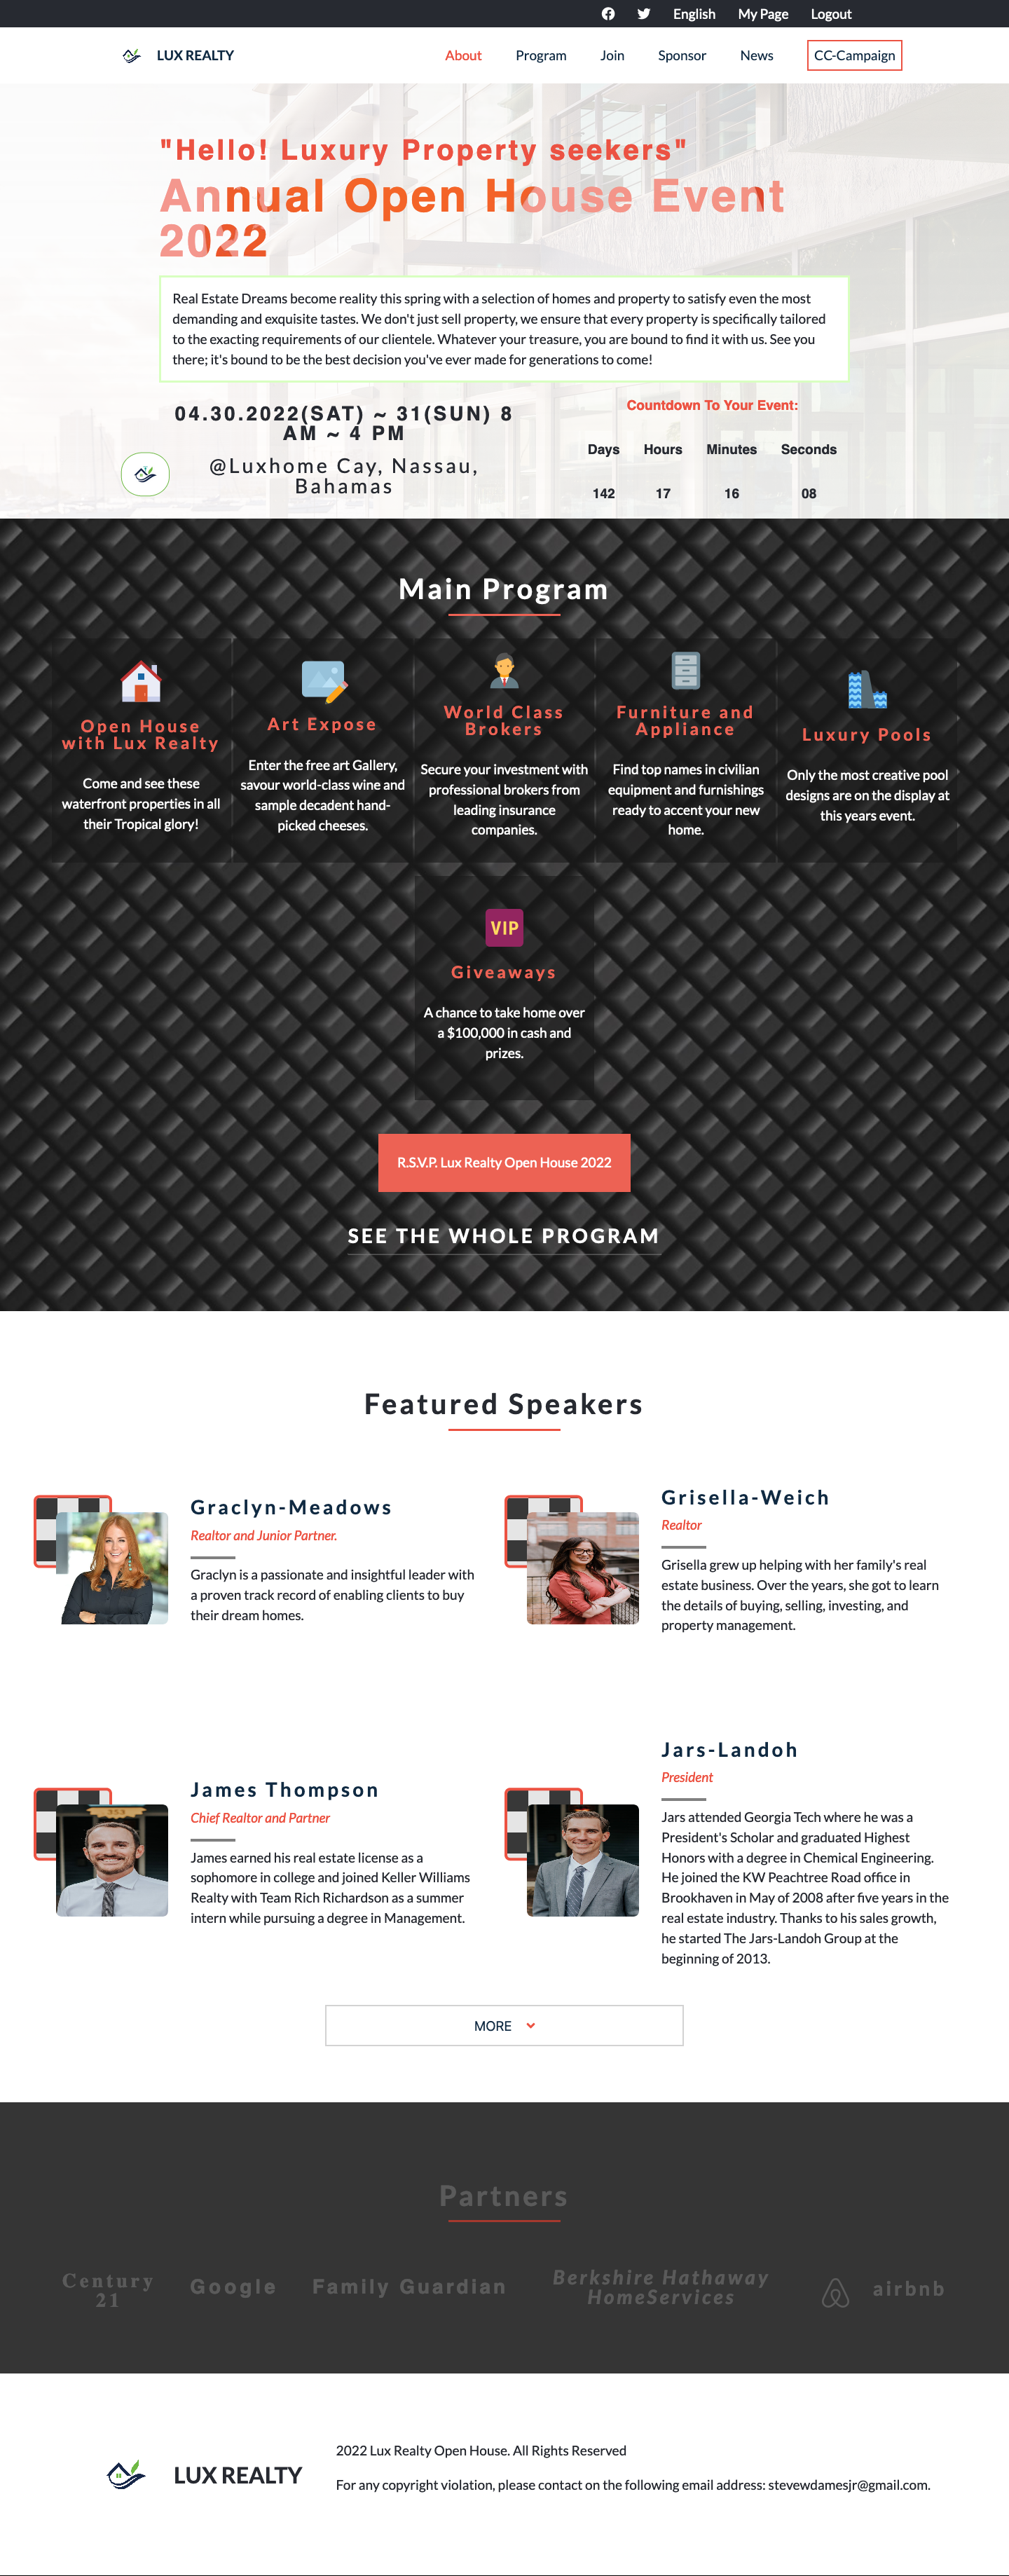 English My Page Logout
LUX REALTY About Program Join Sponsor News CC-Campaign
"Hello! Luxury Property seekers"
Annual Open House Event
2022
Real Estate Dreams become reality this spring with a selection of homes and property to satisfy even the most
demanding and exquisite tastes. We don't just sell property, we ensure that every property is specifically tailored
to the exacting requirements of our clientele. Whatever your treasure, you are bound to find it with us. See you
there; it's bound to be the best decision you've ever made for generations to come!
04.30.2022(SAT) ~ 31(SUN) 8
AM ~ 4 PM
@Luxhome Cay, Nassau,
Bahamas
Countdown To Your Event:
Days Hours Minutes Seconds
142 17 16 08
Main Program
Open House
with Lux Realty
Come and see these
waterfront properties in all
their Tropical glory!
Art Expose
Enter the free art Gallery,
savour world-class wine and
sample decadent hand-
picked cheeses.
World Class
Brokers
Secure your investment with
professional brokers from
leading insurance
companies.
Furniture and
Appliance
Find top names in civilian
equipment and furnishings
ready to accent your new
home.
Luxury Pools
Only the most creative pool
designs are on the display at
this years event.
VIP
Giveaways
A chance to take home over
a $100,000 in cash and
prizes.
R.S.V.P. Lux Realty Open House 2022
SEE THE WHOLE PROGRAM
Featured Speakers
Graclyn-Meadows
Realtor and Junior Partner.
Graclyn is a passionate and insightful leader with
a proven track record of enabling clients to buy
their dream homes.
Grisella-Weich
Realtor
Grisella grew up helping with her family's real
estate business. Over the years, she got to learn
the details of buying, selling, investing, and
property management.
James Thompson
Chief Realtor and Partner
James earned his real estate license as a
sophomore in college and joined Keller Williams
Realty with Team Rich Richardson as a summer
intern while pursuing a degree in Management.
Jars-Landoh
President
Jars attended Georgia Tech where he was a
President's Scholar and graduated Highest
Honors with a degree in Chemical Engineering.
He joined the KW Peachtree Road office in
Brookhaven in May of 2008 after five years in the
real estate industry. Thanks to his sales growth,
he started The Jars-Landoh Group at the
beginning of 2013.
MORE
Partners
Century
21
Google
Family Guardian
Berkshire Hathaway
HomeServices
airbnb
LUX REALTY
2022 Lux Realty Open House. All Rights Reserved
For any copyright violation, please contact on the following email address: stevewdamesjr@gmail.com.